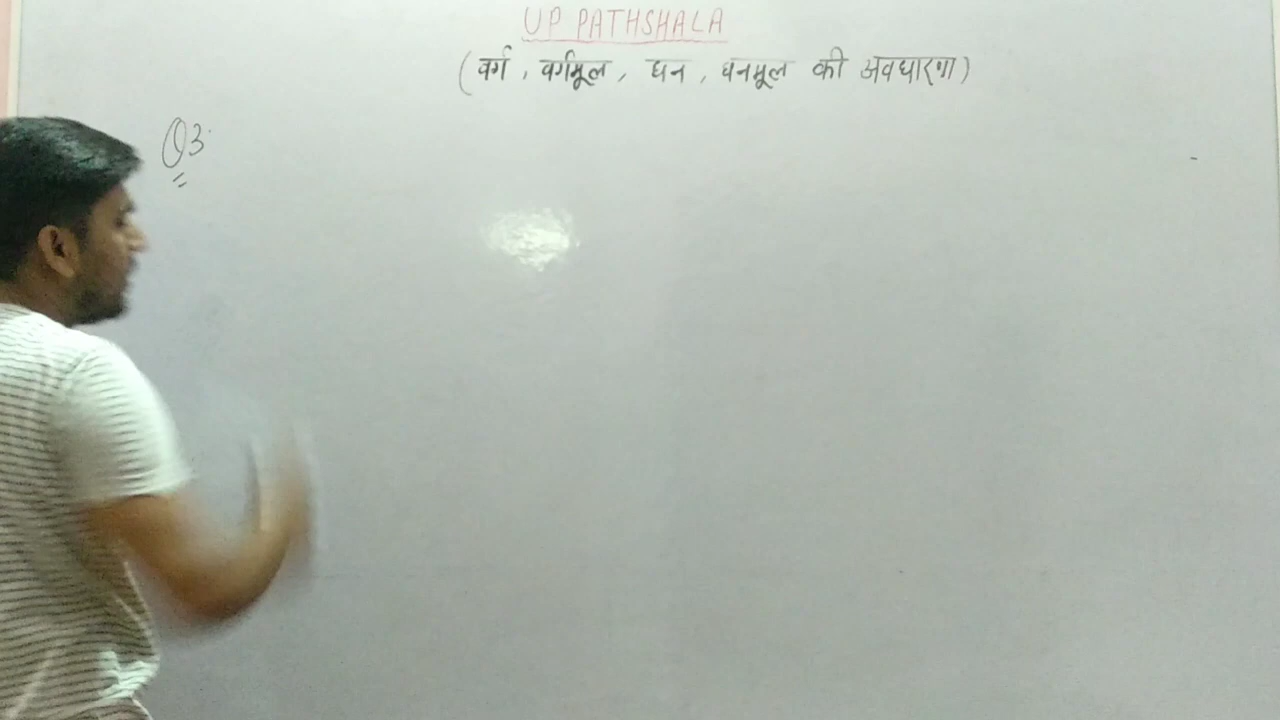 UP PATHSHALA
(वर्ग, वर्गमूल, घन, घनमूल की अवधारणा)
Q3.